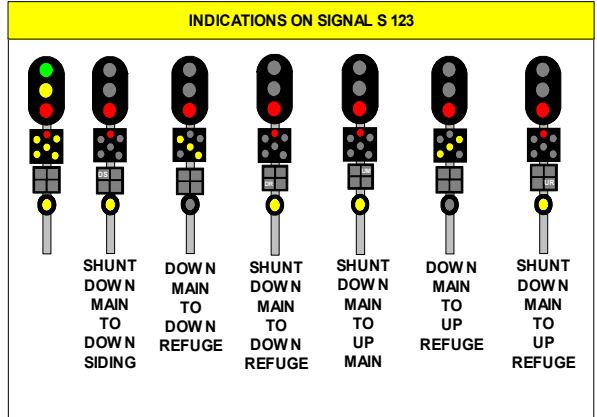 INDICATIONS ON SIGNAL S 123
DS
DR
UM
UR
SHUNT
DOWN
MAIN
TO
DOWN
SIDING
DOWN
MAIN
TO
DOWN
REFUGE
SHUNT
DOWN
MAIN
TO
DOWN
REFUGE
SHUNT
DOWN
MAIN
TO
UP
MAIN
DOWN
MAIN
TO
UP
REFUGE
SHUNT
DOWN
MAIN
TO
UP
REFUGE